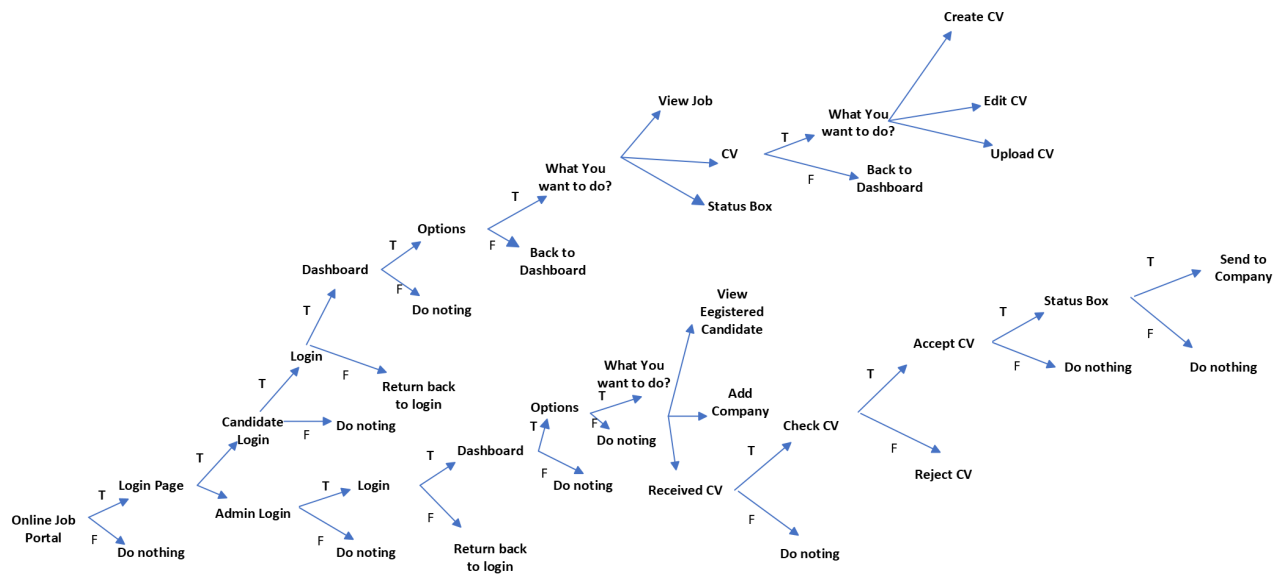 Create CV
View Job
Edit CV
What You
want to do?
T
CV
Upload CV
What You
want to do?
Back to
Dashboard
F
T
Status Box
Options
T
F
Back to
Dashboard
Dashboard
T
F
Do noting
Send to
Company
T
View
Eegistered
Candidate
Status Box
T
T
F
Accept CV
Login
F
What You
want to do?
Do nothing
Do nothing
F
T
T
Return back
to login
T
Add
Company
Options
Candidate
Login
F
Do noting
T
F
Do noting
Check CV
T
T
Dashboard
T
F
F
Reject CV
Login Page
T
Login
T
Do noting
Received CV
Online Job
Portal
Admin Login
F
F
F
F
Do nothing
Do noting
Return back
to login
Do noting